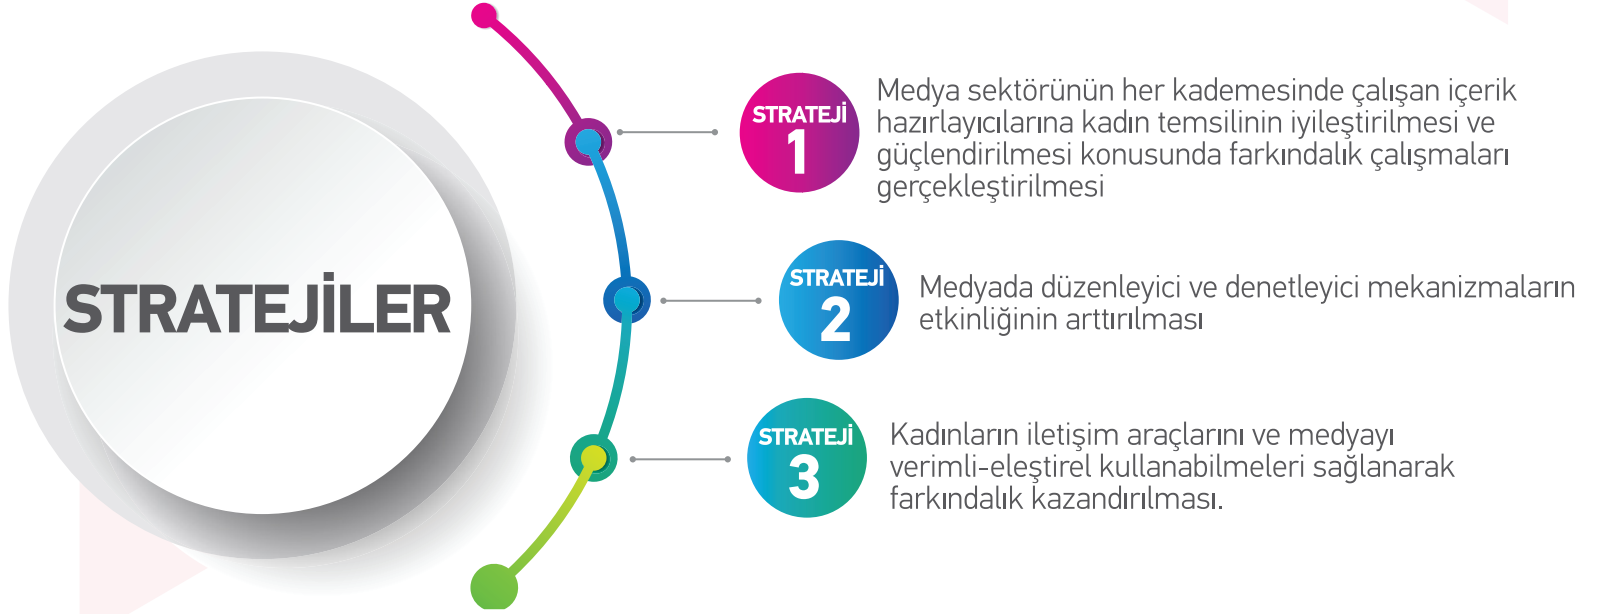 STRATEJİLER
STRATEJİ
1
Medya sektörünün her kademesinde çalışan içerik
hazırlayıcılarına kadın temsilinin iyileştirilmesi ve
güçlendirilmesi konusunda farkındalık çalışmaları
gerçekleştirilmesi
STRATEJİ
2
Medyada düzenleyici ve denetleyici mekanizmaların
etkinliğinin arttırılması
STRATEJİ
3
Kadınların iletişim araçlarını ve medyayı
verimli-eleştirel kullanabilmeleri sağlanarak
farkındalık kazandırılması.